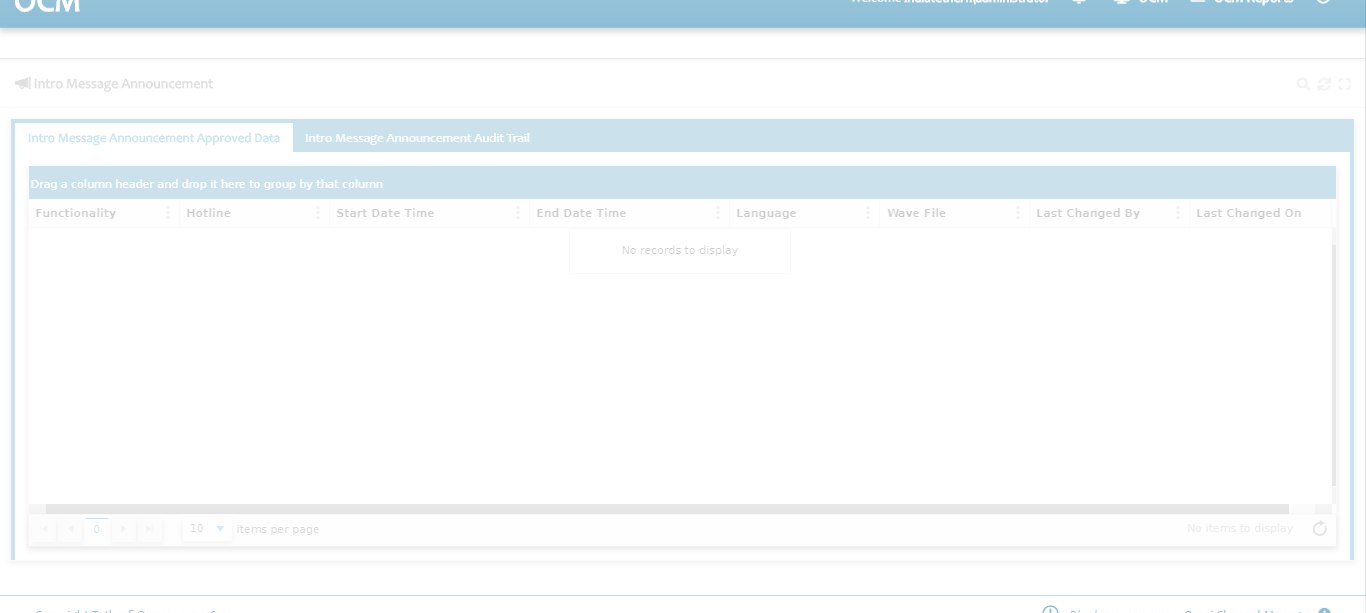 OCM
Welcome
OCM
OCM Reports
Intro Message Announcement
Intro Message Announcement Approved Data
Intro Message Announcement Audit Trail
Drag a column header and drop it here to group by that column
Functionality
Hotline
Start Date Time
End Date Time
Language
Wave File
Last Changed By
Last Changed On
No records to display
0
10
items per page
No items to display